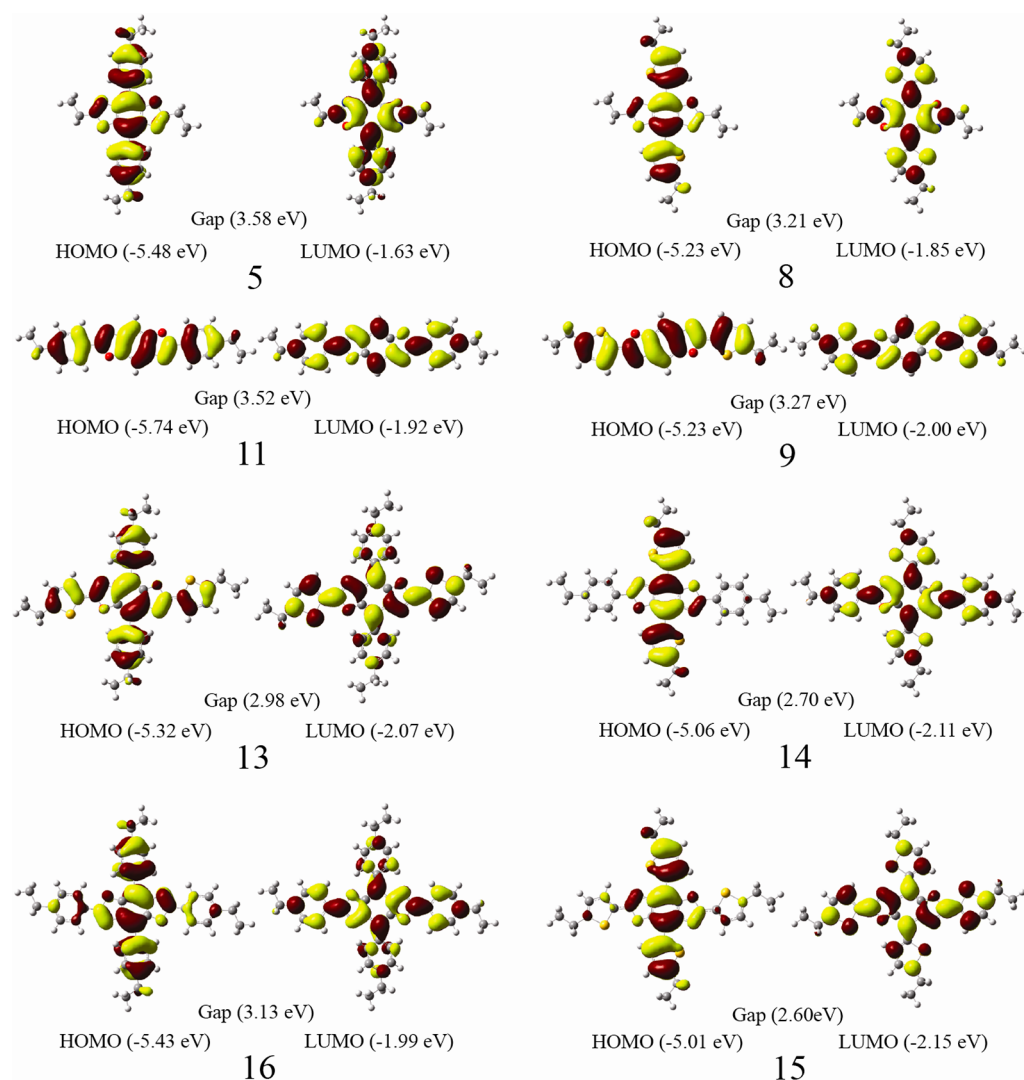 Gap (3.58 eV)
HOMO (-5.48 eV) LUMO (-1.63 eV)
5
Gap (3.21 eV)
HOMO (-5.23 eV) LUMO (-1.85 eV)
8
Gap (3.52 eV)
HOMO (-5.74 eV) LUMO (-1.92 eV)
11
Gap (3.27 eV)
HOMO (-5.23 eV) LUMO (-2.00 eV)
9
Gap (2.98 eV)
HOMO (-5.32 eV) LUMO (-2.07 eV)
13
Gap (2.70 eV)
HOMO (-5.06 eV) LUMO (-2.11 eV)
14
Gap (3.13 eV)
HOMO (-5.43 eV) LUMO (-1.99 eV)
16
Gap (2.60eV)
HOMO (-5.01 eV) LUMO (-2.15 eV)
15